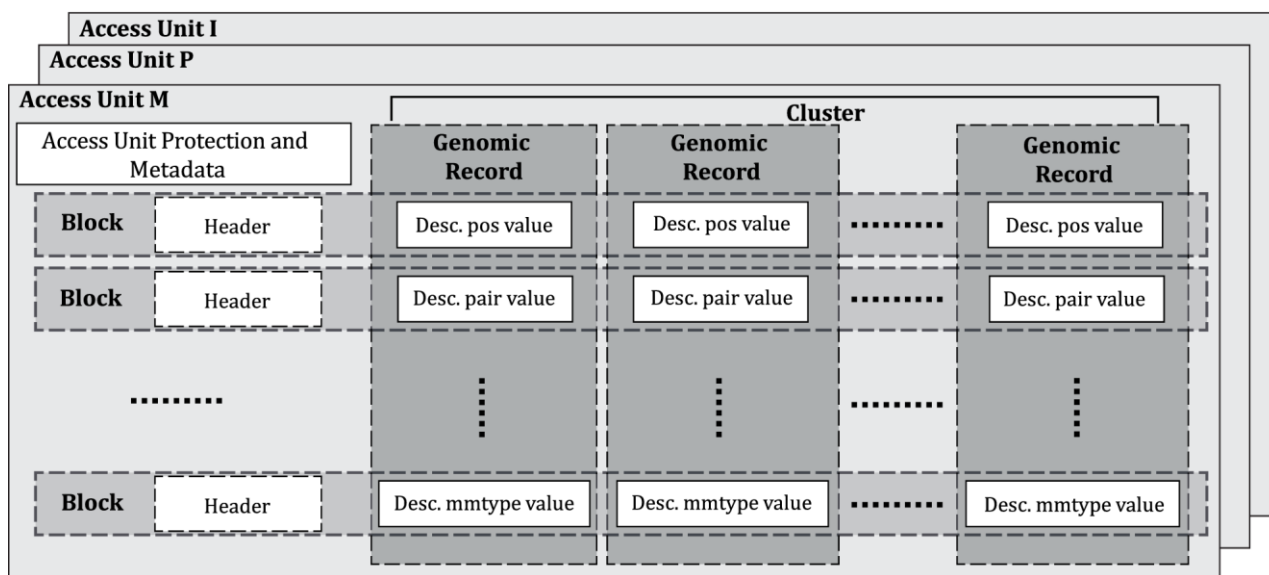 Access Unit I
Access Unit P
Access Unit M
Cluster
Access Unit Protection and
Metadata
Genomic
Record
Genomic
Record
Genomic
Record
Block
Header
Desc. pos value
Desc. pos value
Desc. pos value
Block
Header
Desc. pair value
Desc. pair value
Desc. pair value
Block
Header
Desc. mmtype value
Desc. mmtype value
Desc. mmtype value